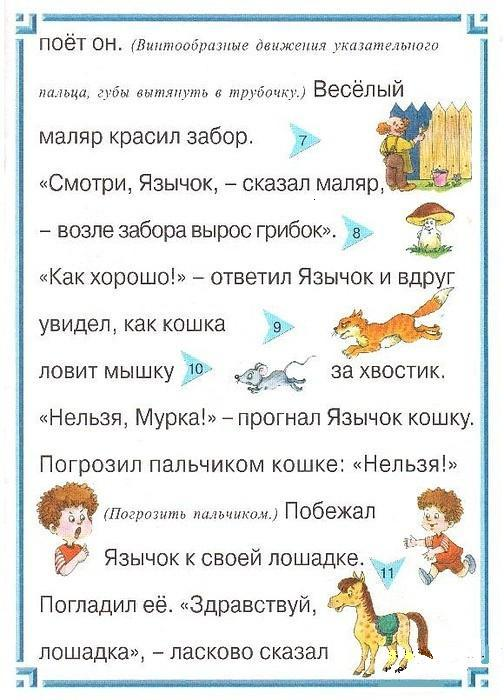 поёт он. (Винтообразные движения указательного
пальца, губы вытянуть в трубочку.) Весёлый
маляр красил забор. 7
«Смотри, Язычок, – сказал маляр,
– возле забора вырос грибок». 8
«Как хорошо!» – ответил Язычок и вдруг
увидел, как кошка 9
ловит мышку 10 за хвостик.
«Нельзя, Мурка!» – прогнал Язычок кошку.
Погрозил пальчиком кошке: «Нельзя!»
(Погрозить пальчиком.) Побежал
Язычок к своей лошадке. 11
Погладил её. «Здравствуй,
лошадка», – ласково сказал